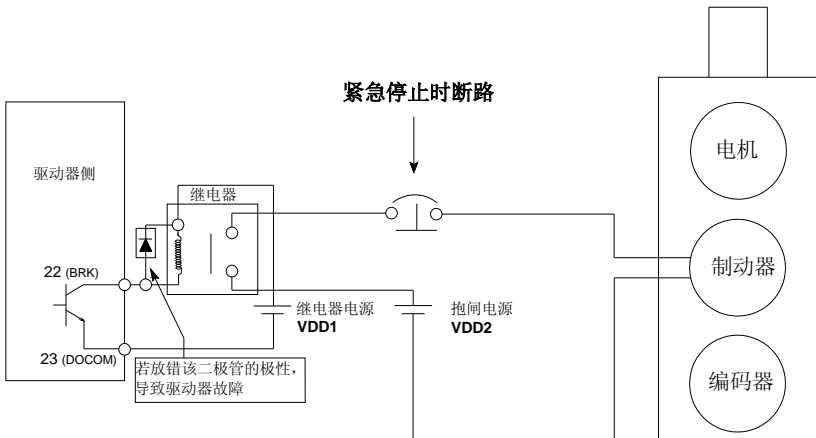 紧急停止时断路
驱动器侧
继电器
电机
制动器
22 (BRK)
继电器电源
VDD1
抱闸电源
VDD2
23 (DOCOM)
若放错该二极管的极性，
导致驱动器故障
编码器